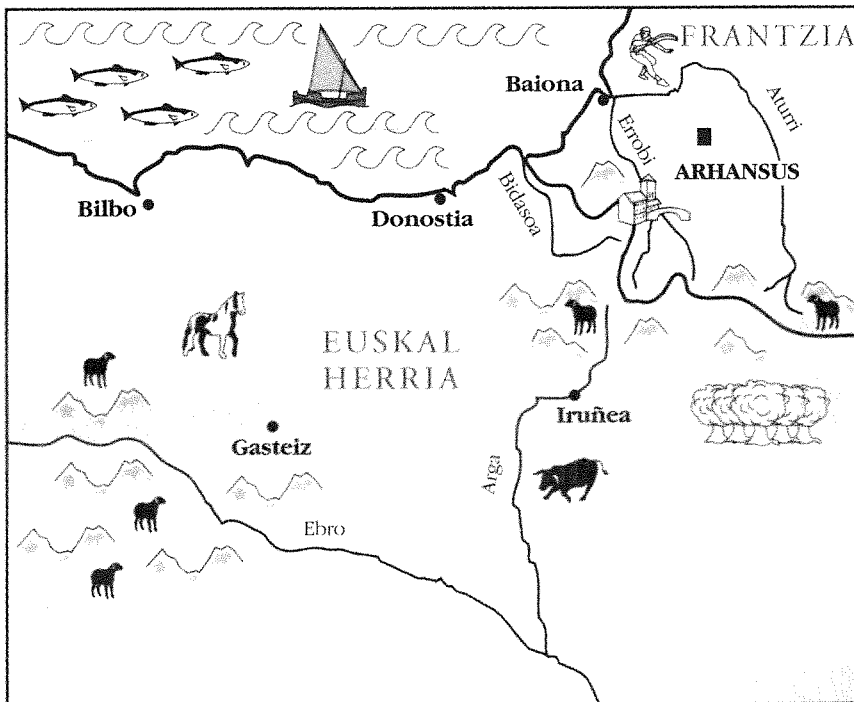 FRANTZIA
Baiona
Errobi
Aturri
ARHANSUS
Bidasoa
Bilbo
Donostia
EUSKAL
HERRIA
Iruñea
Gasteiz
Arga
Ebro